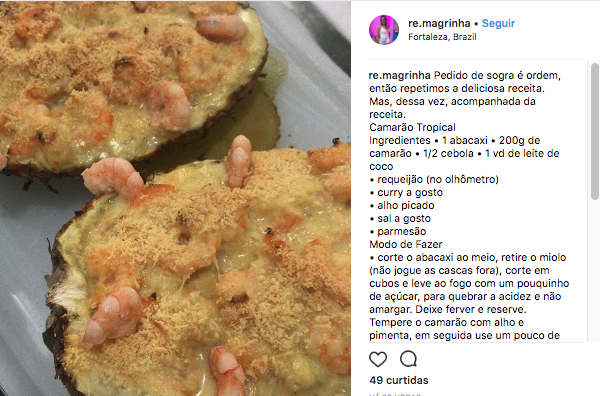 re.magrinha • Seguir
Fortaleza, Brazil
re.magrinha Pedido de sogra é ordem,
então repetimos a deliciosa receita.
Mas, dessa vez, acompanhada da
receita.
Camarão Tropical
Ingredientes • 1 abacaxi • 200g de
camarão • 1/2 cebola • 1 vd de leite de
coco
• requeijão (no olhômetro)
• curry a gosto
• alho picado
• sal a gosto
• parmesão
Modo de Fazer
• corte o abacaxi ao meio, retire o miolo
(não jogue as cascas fora), corte em
cubos e leve ao fogo com um pouquinho
de açúcar, para quebrar a acidez e não
amargar. Deixe ferver e reserve.
Tempere o camarão com alho e
pimenta, em seguida use um pouco de
49 curtidas